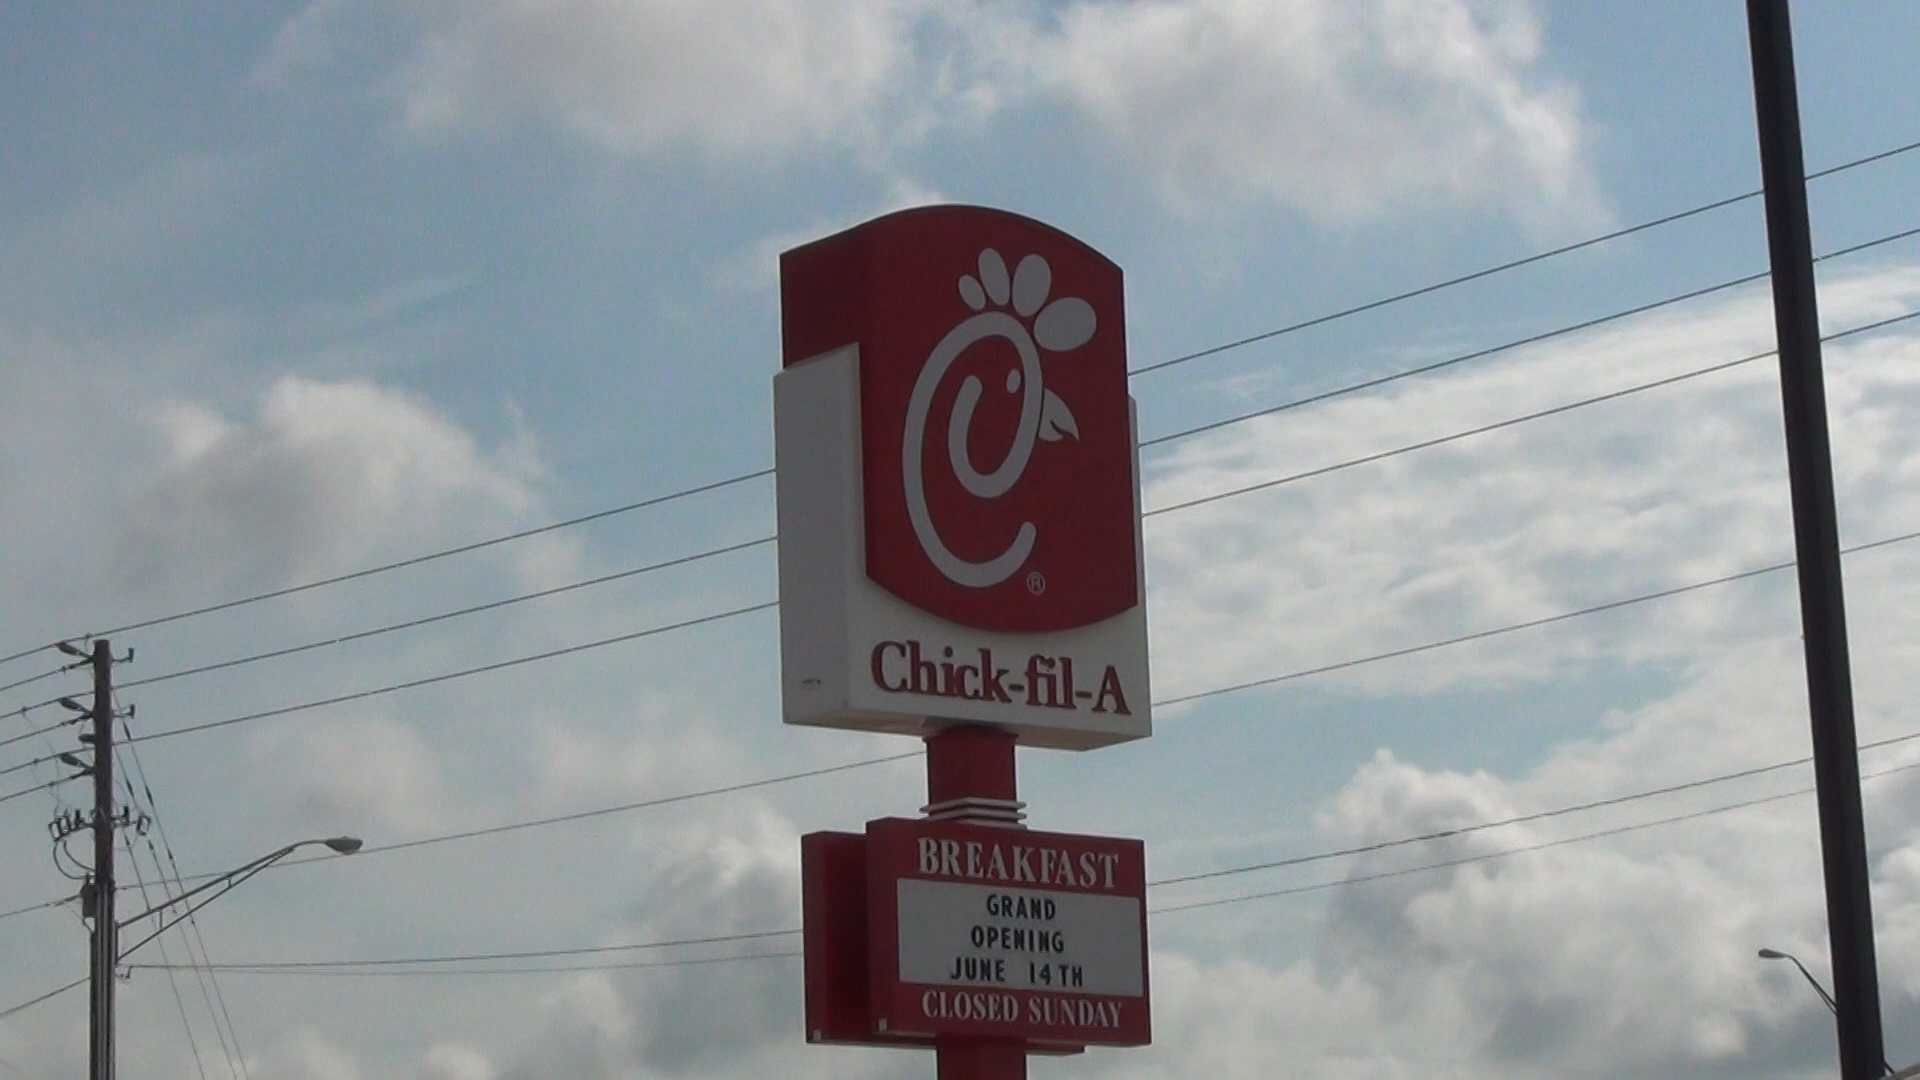 ®
Chick-fil-A
BREAKFAST
GRAND
OPENING
JUNE 14TH
CLOSED SUNDAY